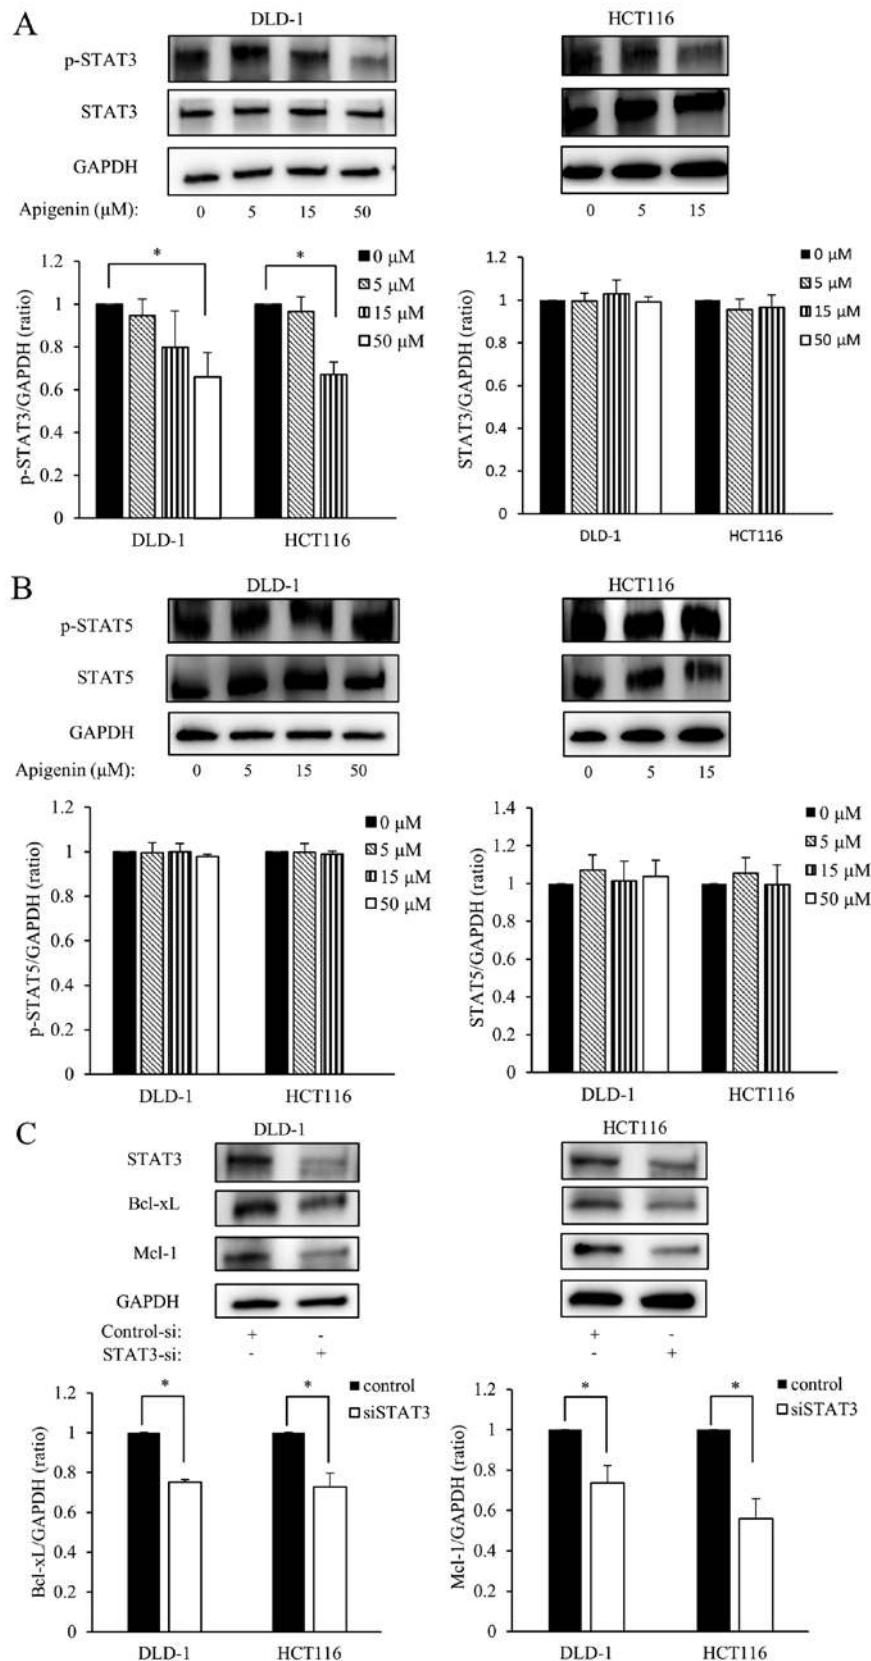 A
DLD-1
HCT116
p-STAT3
STAT3
GAPDH
Apigenin (μM):
0 5 15 50
0 5 15
p-STAT3/GAPDH (ratio)
1.2
1
0.8
0.6
0.4
0.2
0
*
*
0 μM
5 μM
15 μM
50 μM
DLD-1
HCT116
STAT3/GAPDH (ratio)
1.2
1
0.8
0.6
0.4
0.2
0
0 μM
5 μM
15 μM
50 μM
DLD-1
HCT116
B
DLD-1
HCT116
p-STAT5
STAT5
GAPDH
Apigenin (μM):
0 5 15 50
0 5 15
p-STAT5/GAPDH (ratio)
1.2
1
0.8
0.6
0.4
0.2
0
0 μM
5 μM
15 μM
50 μM
DLD-1
HCT116
STAT5/GAPDH (ratio)
1.4
1.2
1
0.8
0.6
0.4
0.2
0
0 μM
5 μM
15 μM
50 μM
DLD-1
HCT116
C
DLD-1
HCT116
STAT3
Bcl-xL
Mcl-1
GAPDH
Control-si: + - + -
STAT3-si: - + - +
Bcl-xL/GAPDH (ratio)
1.2
1
0.8
0.6
0.4
0.2
0
*
*
control
siSTAT3
DLD-1
HCT116
Mcl-1/GAPDH (ratio)
1.2
1
0.8
0.6
0.4
0.2
0
*
*
control
siSTAT3
DLD-1
HCT116